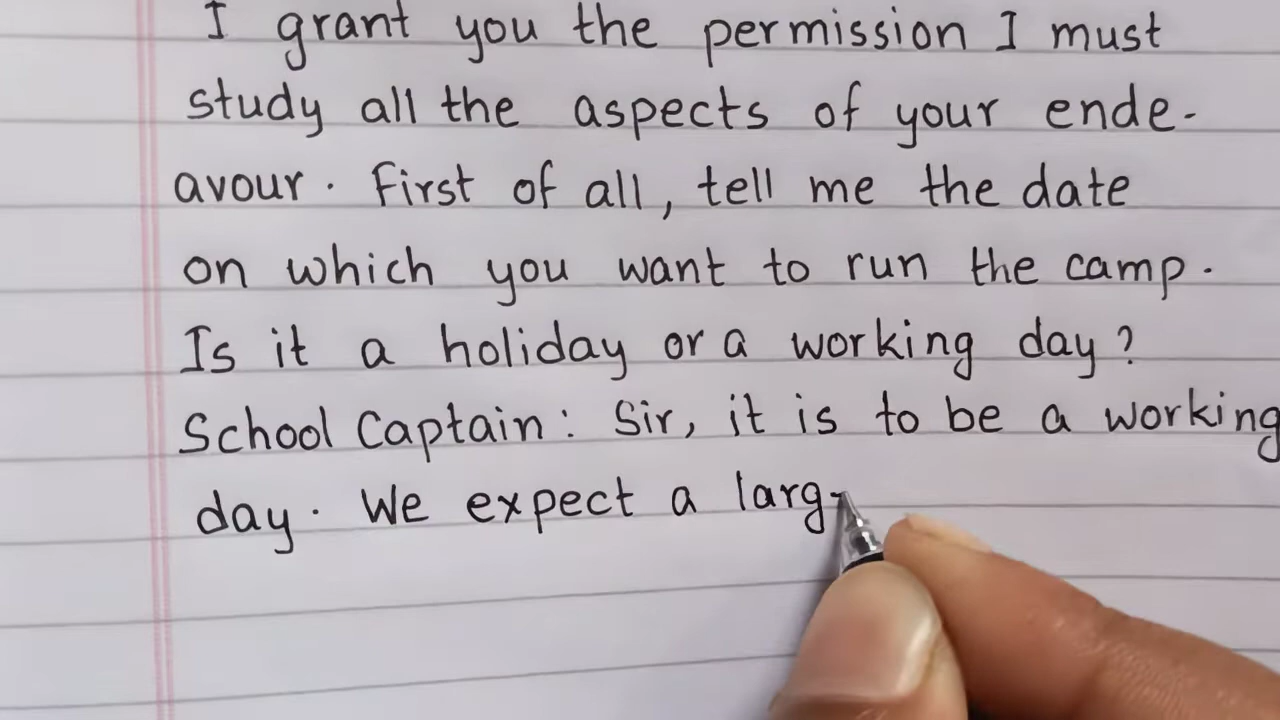 I grant you the permission I must
study all the aspects of your ende-
avour. First of all, tell me the date
on which you want to run the camp.
Is it a holiday or a working day?
School Captain: Sir, it is to be a working
day. We expect a larg